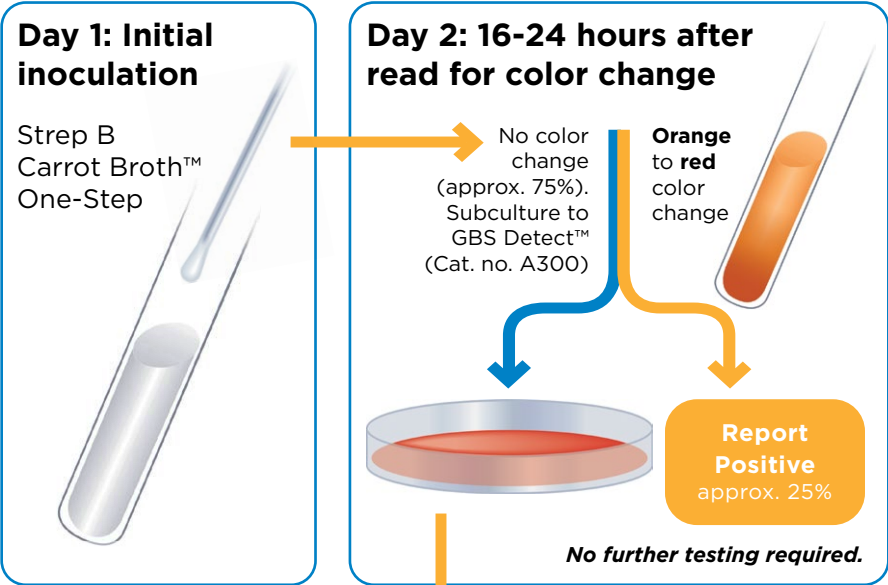 Day 1: Initial
inoculation
Strep B
Carrot Broth™
One-Step
Day 2: 16-24 hours after
read for color change
No color
change
(approx. 75%).
Subculture to
GBS Detect™
(Cat. no. A300)
Orange
to red
color
change
Report
Positive
approx. 25%
No further testing required.